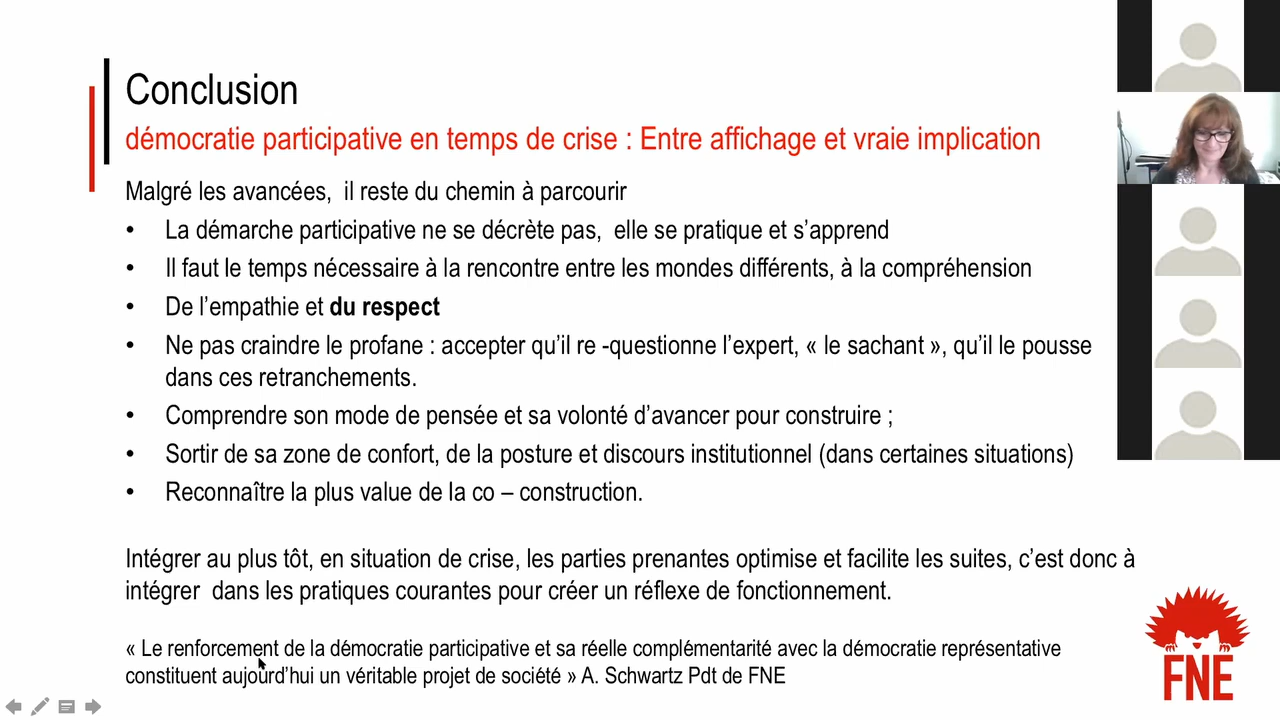 Conclusion
démocratie participative en temps de crise : Entre affichage et vraie implication
Malgré les avancées,  il reste du chemin à parcourir
• La démarche participative ne se décrète pas,  elle se pratique et s’apprend
• Il faut le temps nécessaire à la rencontre entre les mondes différents, à la compréhension
• De l’empathie et du respect
• Ne pas craindre le profane : accepter qu’il re -questionne l’expert, « le sachant », qu’il le pousse
dans ces retranchements.
• Comprendre son mode de pensée et sa volonté d’avancer pour construire ;
• Sortir de sa zone de confort, de la posture et discours institutionnel (dans certaines situations)
• Reconnaître la plus value de la co – construction.
Intégrer au plus tôt, en situation de crise, les parties prenantes optimise et facilite les suites, c’est donc à
intégrer  dans les pratiques courantes pour créer un réflexe de fonctionnement.
« Le renforcement de la démocratie participative et sa réelle complémentarité avec la démocratie représentative
constituent aujourd’hui un véritable projet de société » A. Schwartz Pdt de FNE
FNE